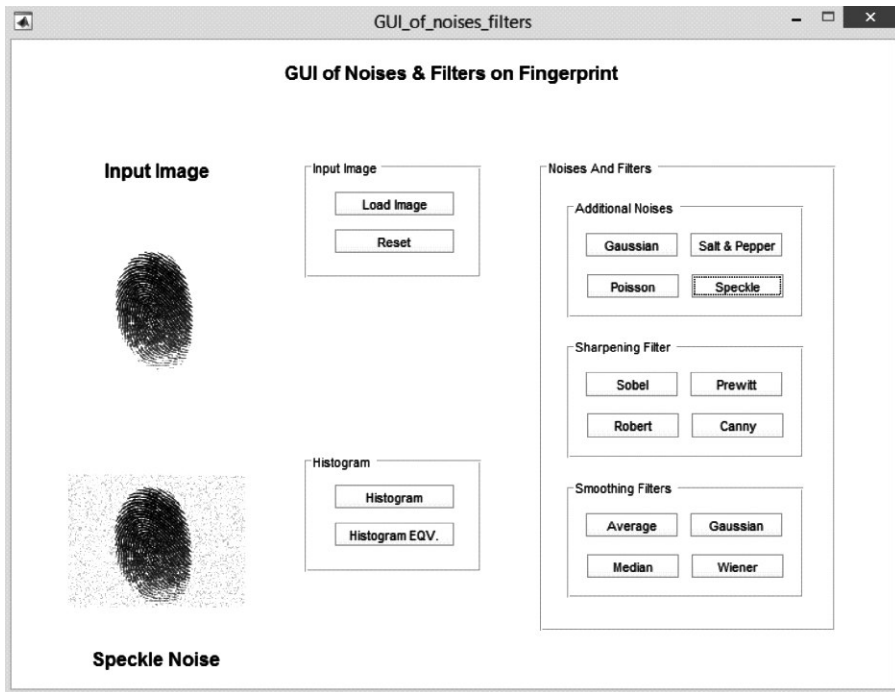 GUI_of_noises_filters
GUI of Noises & Filters on Fingerprint
Input Image
Input Image
Load Image
Reset
Noises And Filters
Additional Noises
Gaussian
Salt & Pepper
Poisson
Speckle
Sharpening Filter
Sobel
Prewitt
Robert
Canny
Histogram
Histogram
Histogram EQV.
Smoothing Filters
Average
Gaussian
Median
Wiener
Speckle Noise